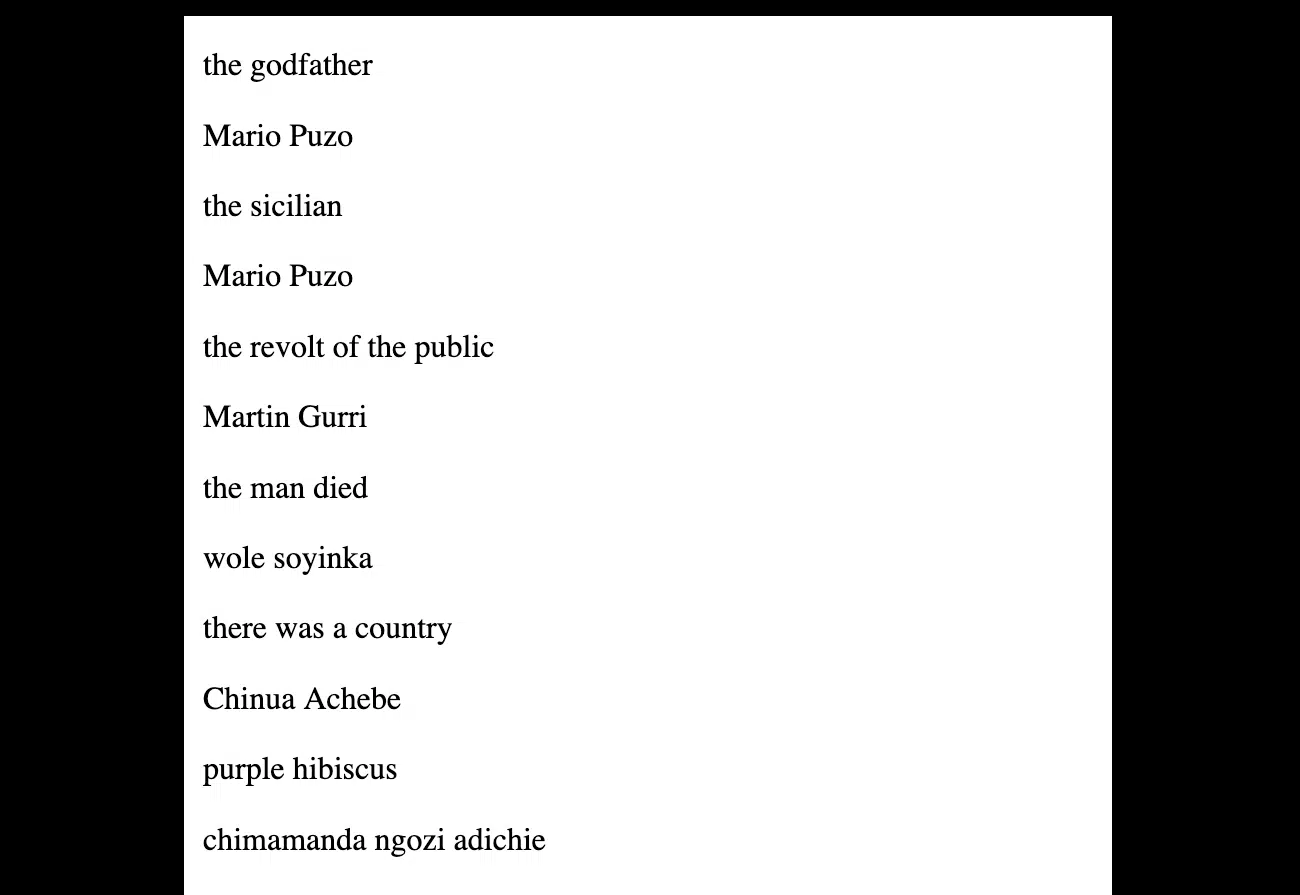 the godfather
Mario Puzo
the sicilian
Mario Puzo
the revolt of the public
Martin Gurri
the man died
wole soyinka
there was a country
Chinua Achebe
purple hibiscus
chimamanda ngozi adichie